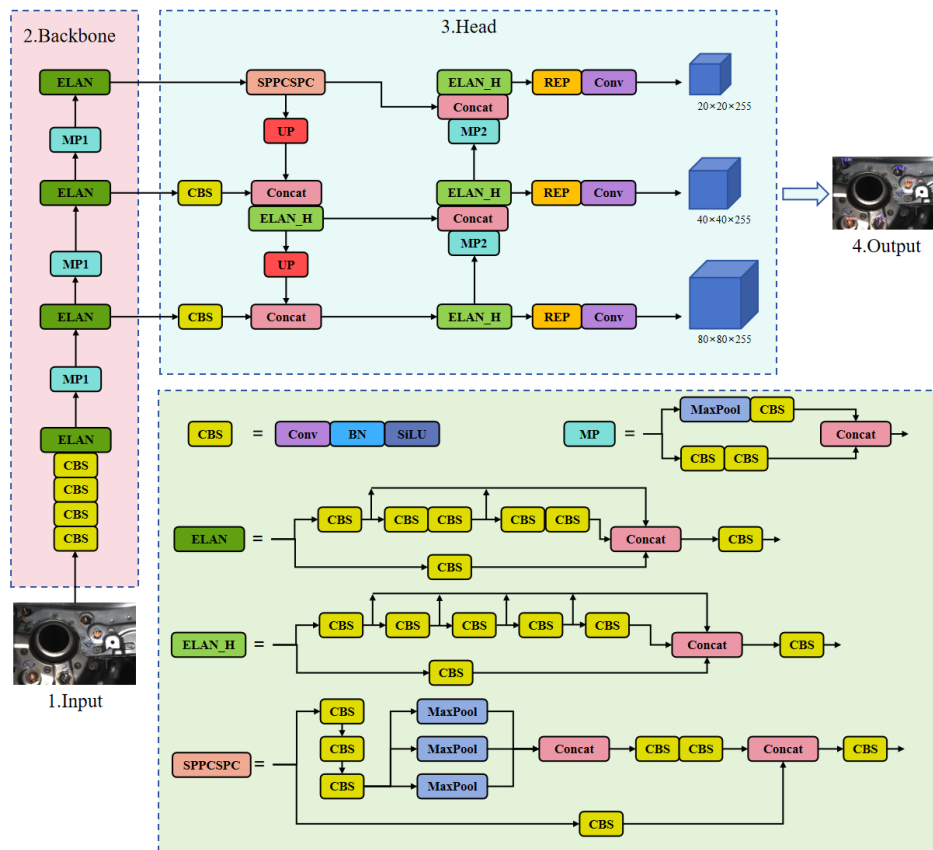 2.Backbone
3.Head
ELAN
SPPCSPC
ELAN_H
REP
Conv
20×20×255
Concat
MP1
UP
MP2
ELAN
CBS
Concat
ELAN_H
REP
Conv
40×40×255
ELAN_H
Concat
MP1
UP
MP2
4.Output
ELAN
CBS
Concat
ELAN_H
REP
Conv
80×80×255
MP1
ELAN
CBS
CBS
CBS
CBS
1.Input
CBS
=
Conv
BN
SiLU
MP
=
MaxPool
CBS
CBS
CBS
Concat
ELAN
=
CBS
CBS
CBS
CBS
CBS
CBS
Concat
CBS
ELAN_H
=
CBS
CBS
CBS
CBS
CBS
CBS
Concat
CBS
SPPCSPC
=
CBS
CBS
CBS
MaxPool
MaxPool
MaxPool
Concat
CBS
CBS
Concat
CBS
CBS